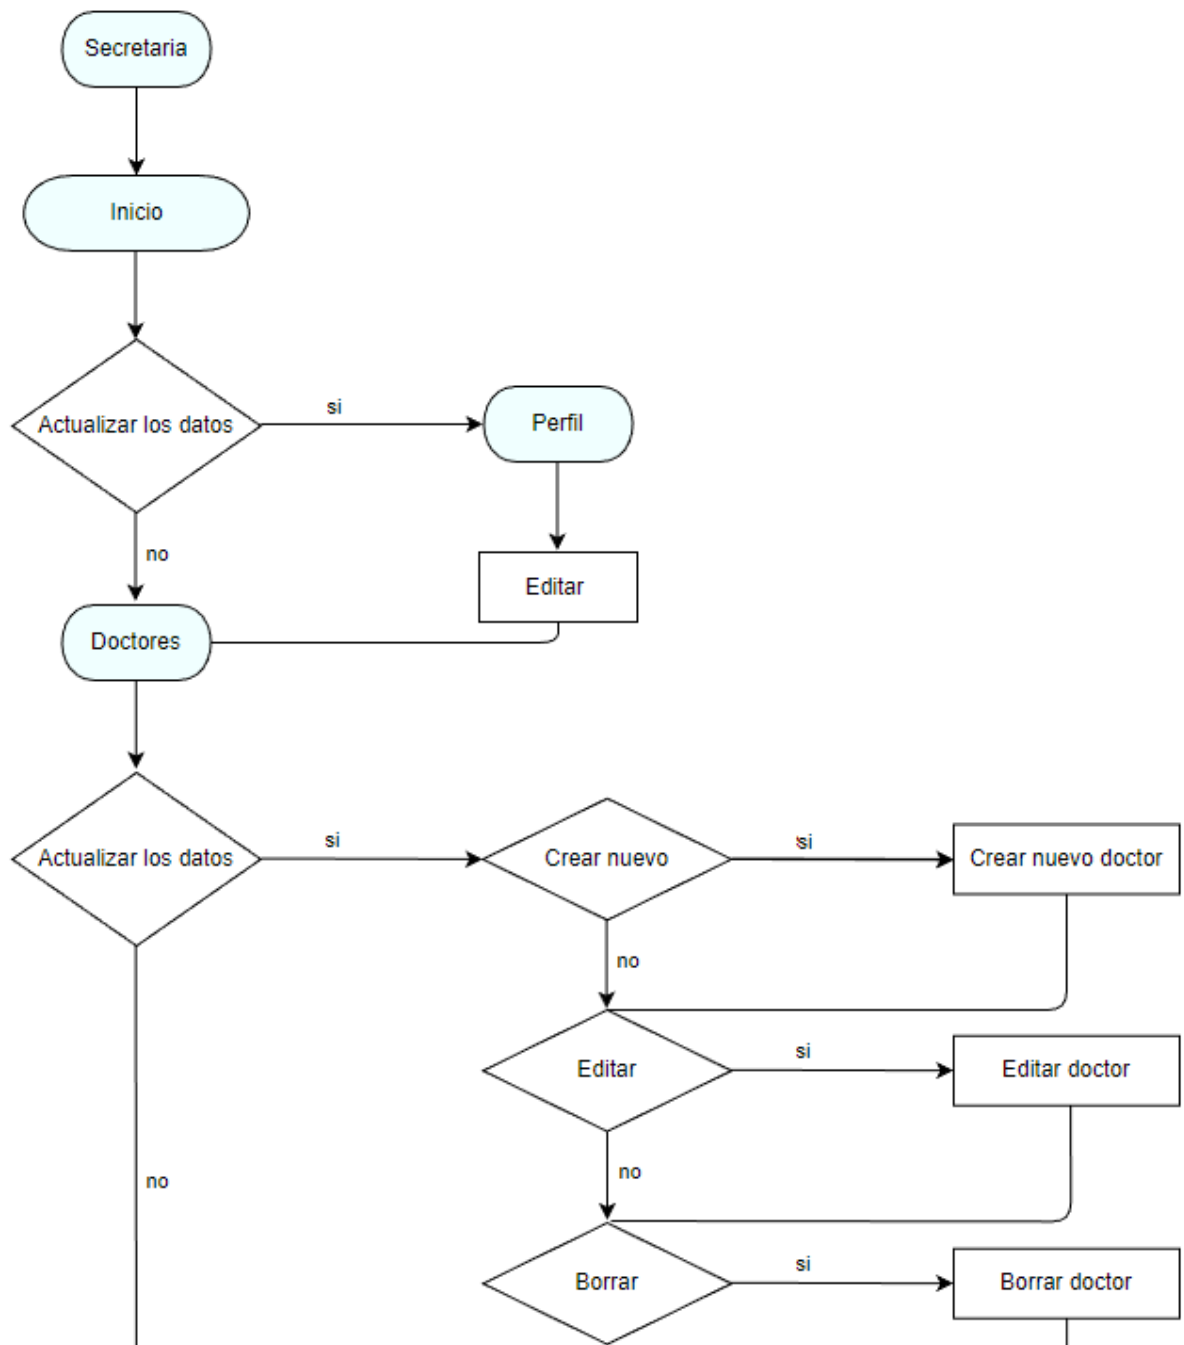 Secretaria
Inicio
Actualizar los datos
si
Perfil
no
Editar
Doctores
Actualizar los datos
si
Crear nuevo
si
Crear nuevo doctor
no
Editar
si
Editar doctor
no
no
Borrar
si
Borrar doctor